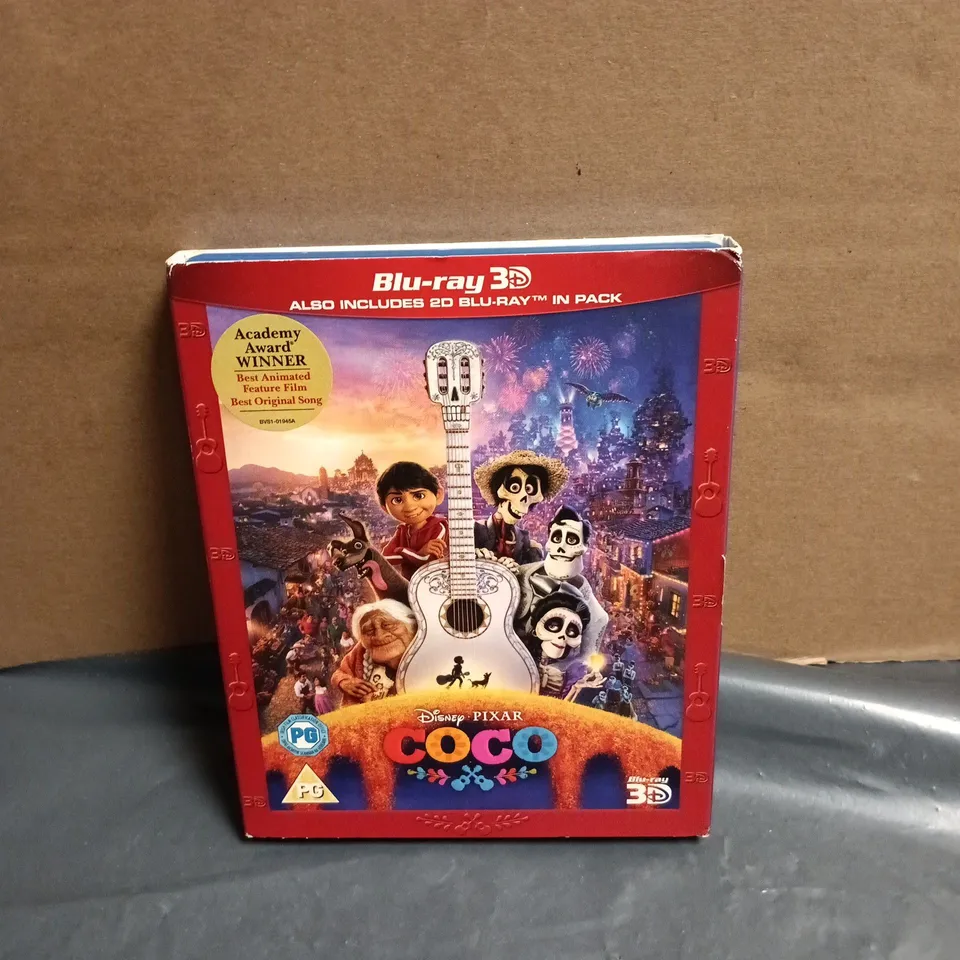 Blu-ray 3D
ALSO INCLUDES 2D BLU-RAY™ IN PACK
3D
3D
Academy
Award®
WINNER
Best Animated
Feature Film
Best Original Song
BVS1-01945A
3D
3D
Disney · PIXAR
COCO
PG
PG
Blu-ray
3D
3D
3D